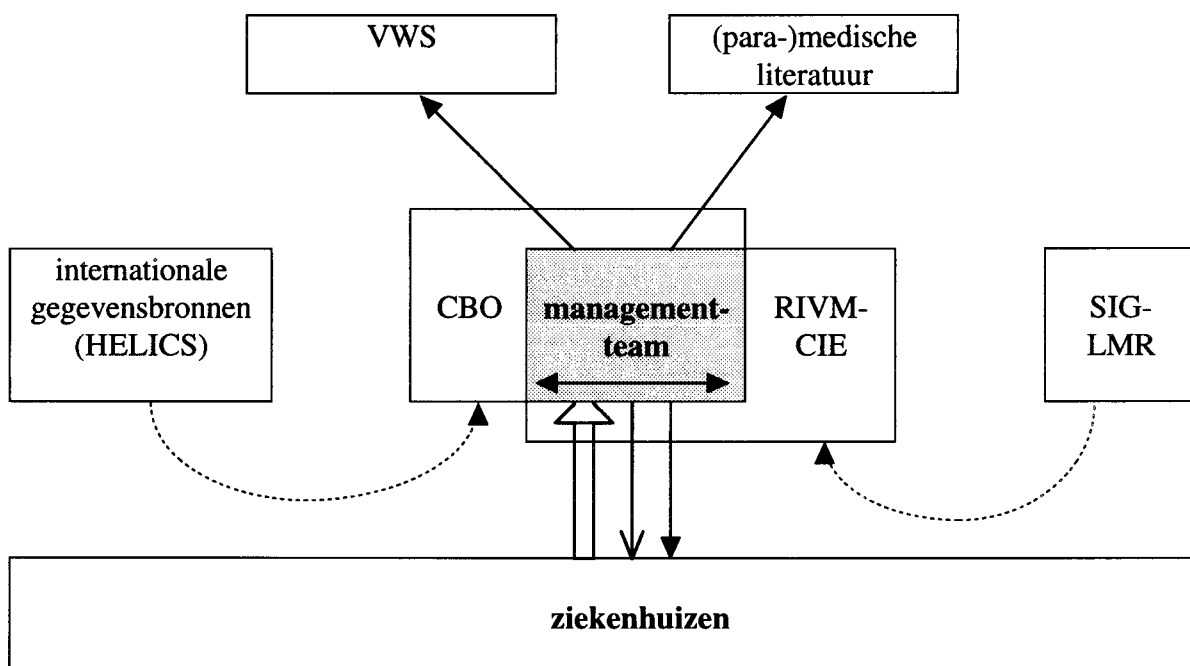 VWS
(para-)medische
literatuur
internationale
gegevensbronnen
(HELICS)
CBO
management-
team
RIVM-
CIE
SIG-
LMR
ziekenhuizen